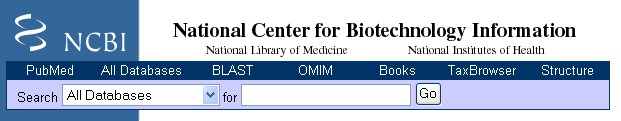 NCBI
National Center for Biotechnology Information
National Library of Medicine National Institutes of Health
PubMed All Databases BLAST OMIM Books TaxBrowser Structure
Search All Databases for Go